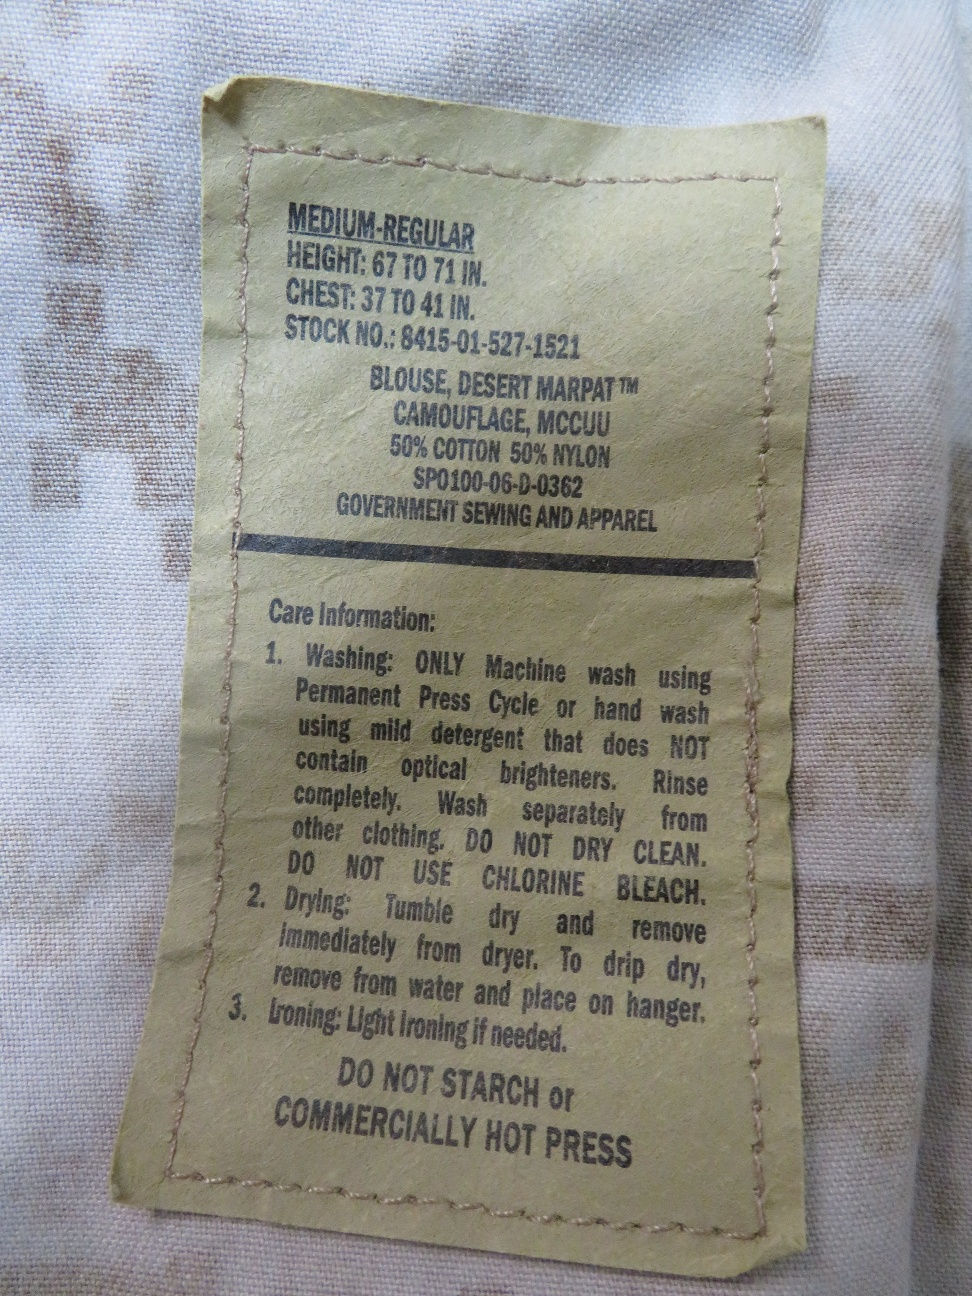 MEDIUM-REGULAR
HEIGHT: 67 TO 71 IN.
CHEST: 37 TO 41 IN.
STOCK NO.: 8415-01-527-1521
BLOUSE, DESERT MARPAT™
CAMOUFLAGE, MCCUU
50% COTTON 50% NYLON
SPO100-06-D-0362
GOVERNMENT SEWING AND APPAREL
Care Information:
1. Washing: ONLY Machine wash using
Permanent Press Cycle or hand wash
using mild detergent that does NOT
contain optical brighteners. Rinse
completely. Wash separately from
other clothing. DO NOT DRY CLEAN.
DO NOT USE CHLORINE BLEACH.
2. Drying: Tumble dry and remove
immediately from dryer. To drip dry,
remove from water and place on hanger.
3. Ironing: Light ironing if needed.
DO NOT STARCH or
COMMERCIALLY HOT PRESS